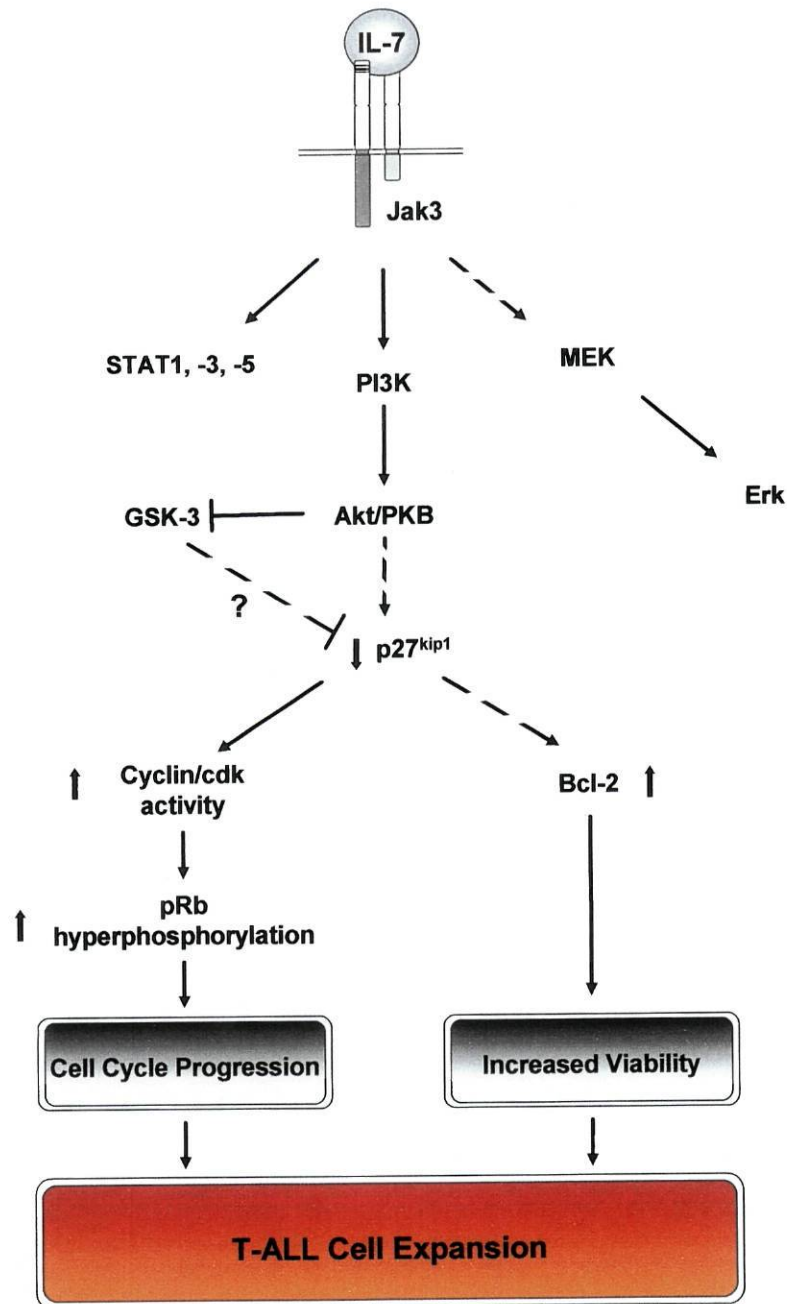 IL-7
Jak3
STAT1, -3, -5
PI3K
MEK
Erk
GSK-3
Akt/PKB
?
p27kip1
Cyclin/cdk
activity
Bcl-2
pRb
hyperphosphorylation
Cell Cycle Progression
Increased Viability
T-ALL Cell Expansion